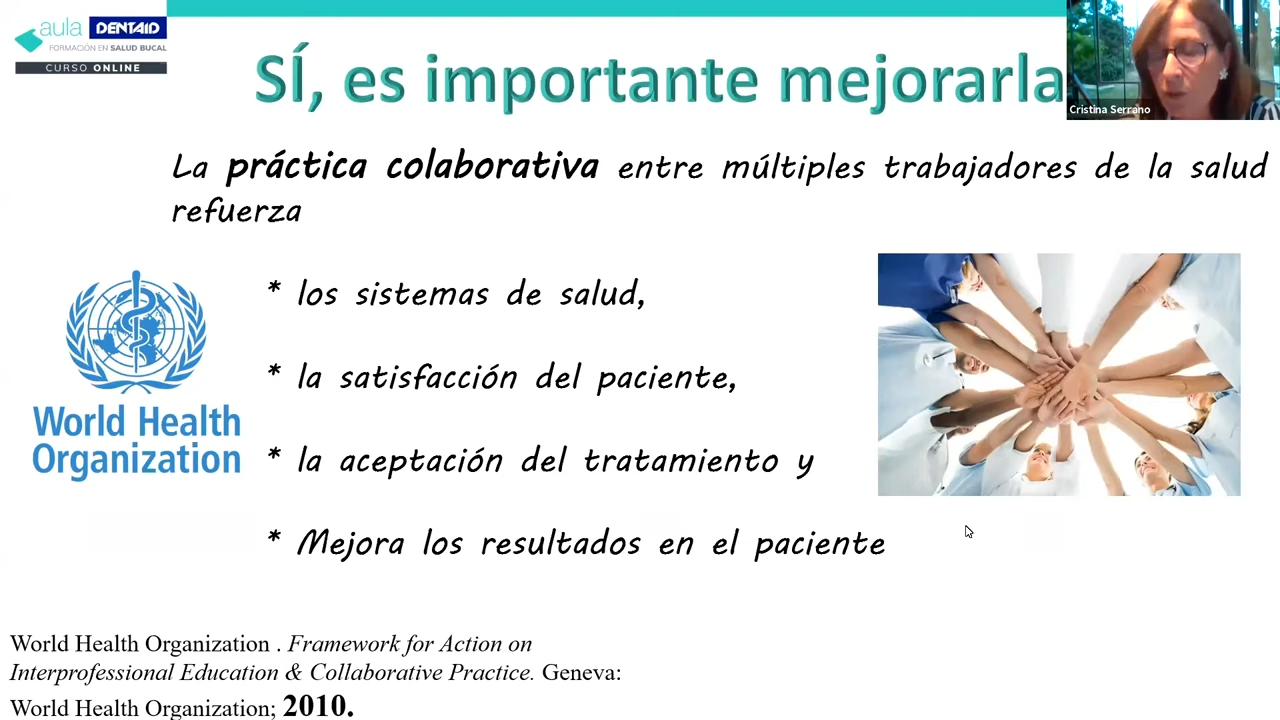 aula DENTAID
FORMACIÓN EN SALUD BUCAL
CURSO ONLINE
SÍ, es importante mejorarla
Cristina Serrano
La práctica colaborativa entre múltiples trabajadores de la salud
refuerza
* los sistemas de salud,
* la satisfacción del paciente,
* la aceptación del tratamiento y
* Mejora los resultados en el paciente
World Health
Organization
World Health Organization . Framework for Action on
Interprofessional Education & Collaborative Practice. Geneva:
World Health Organization; 2010.